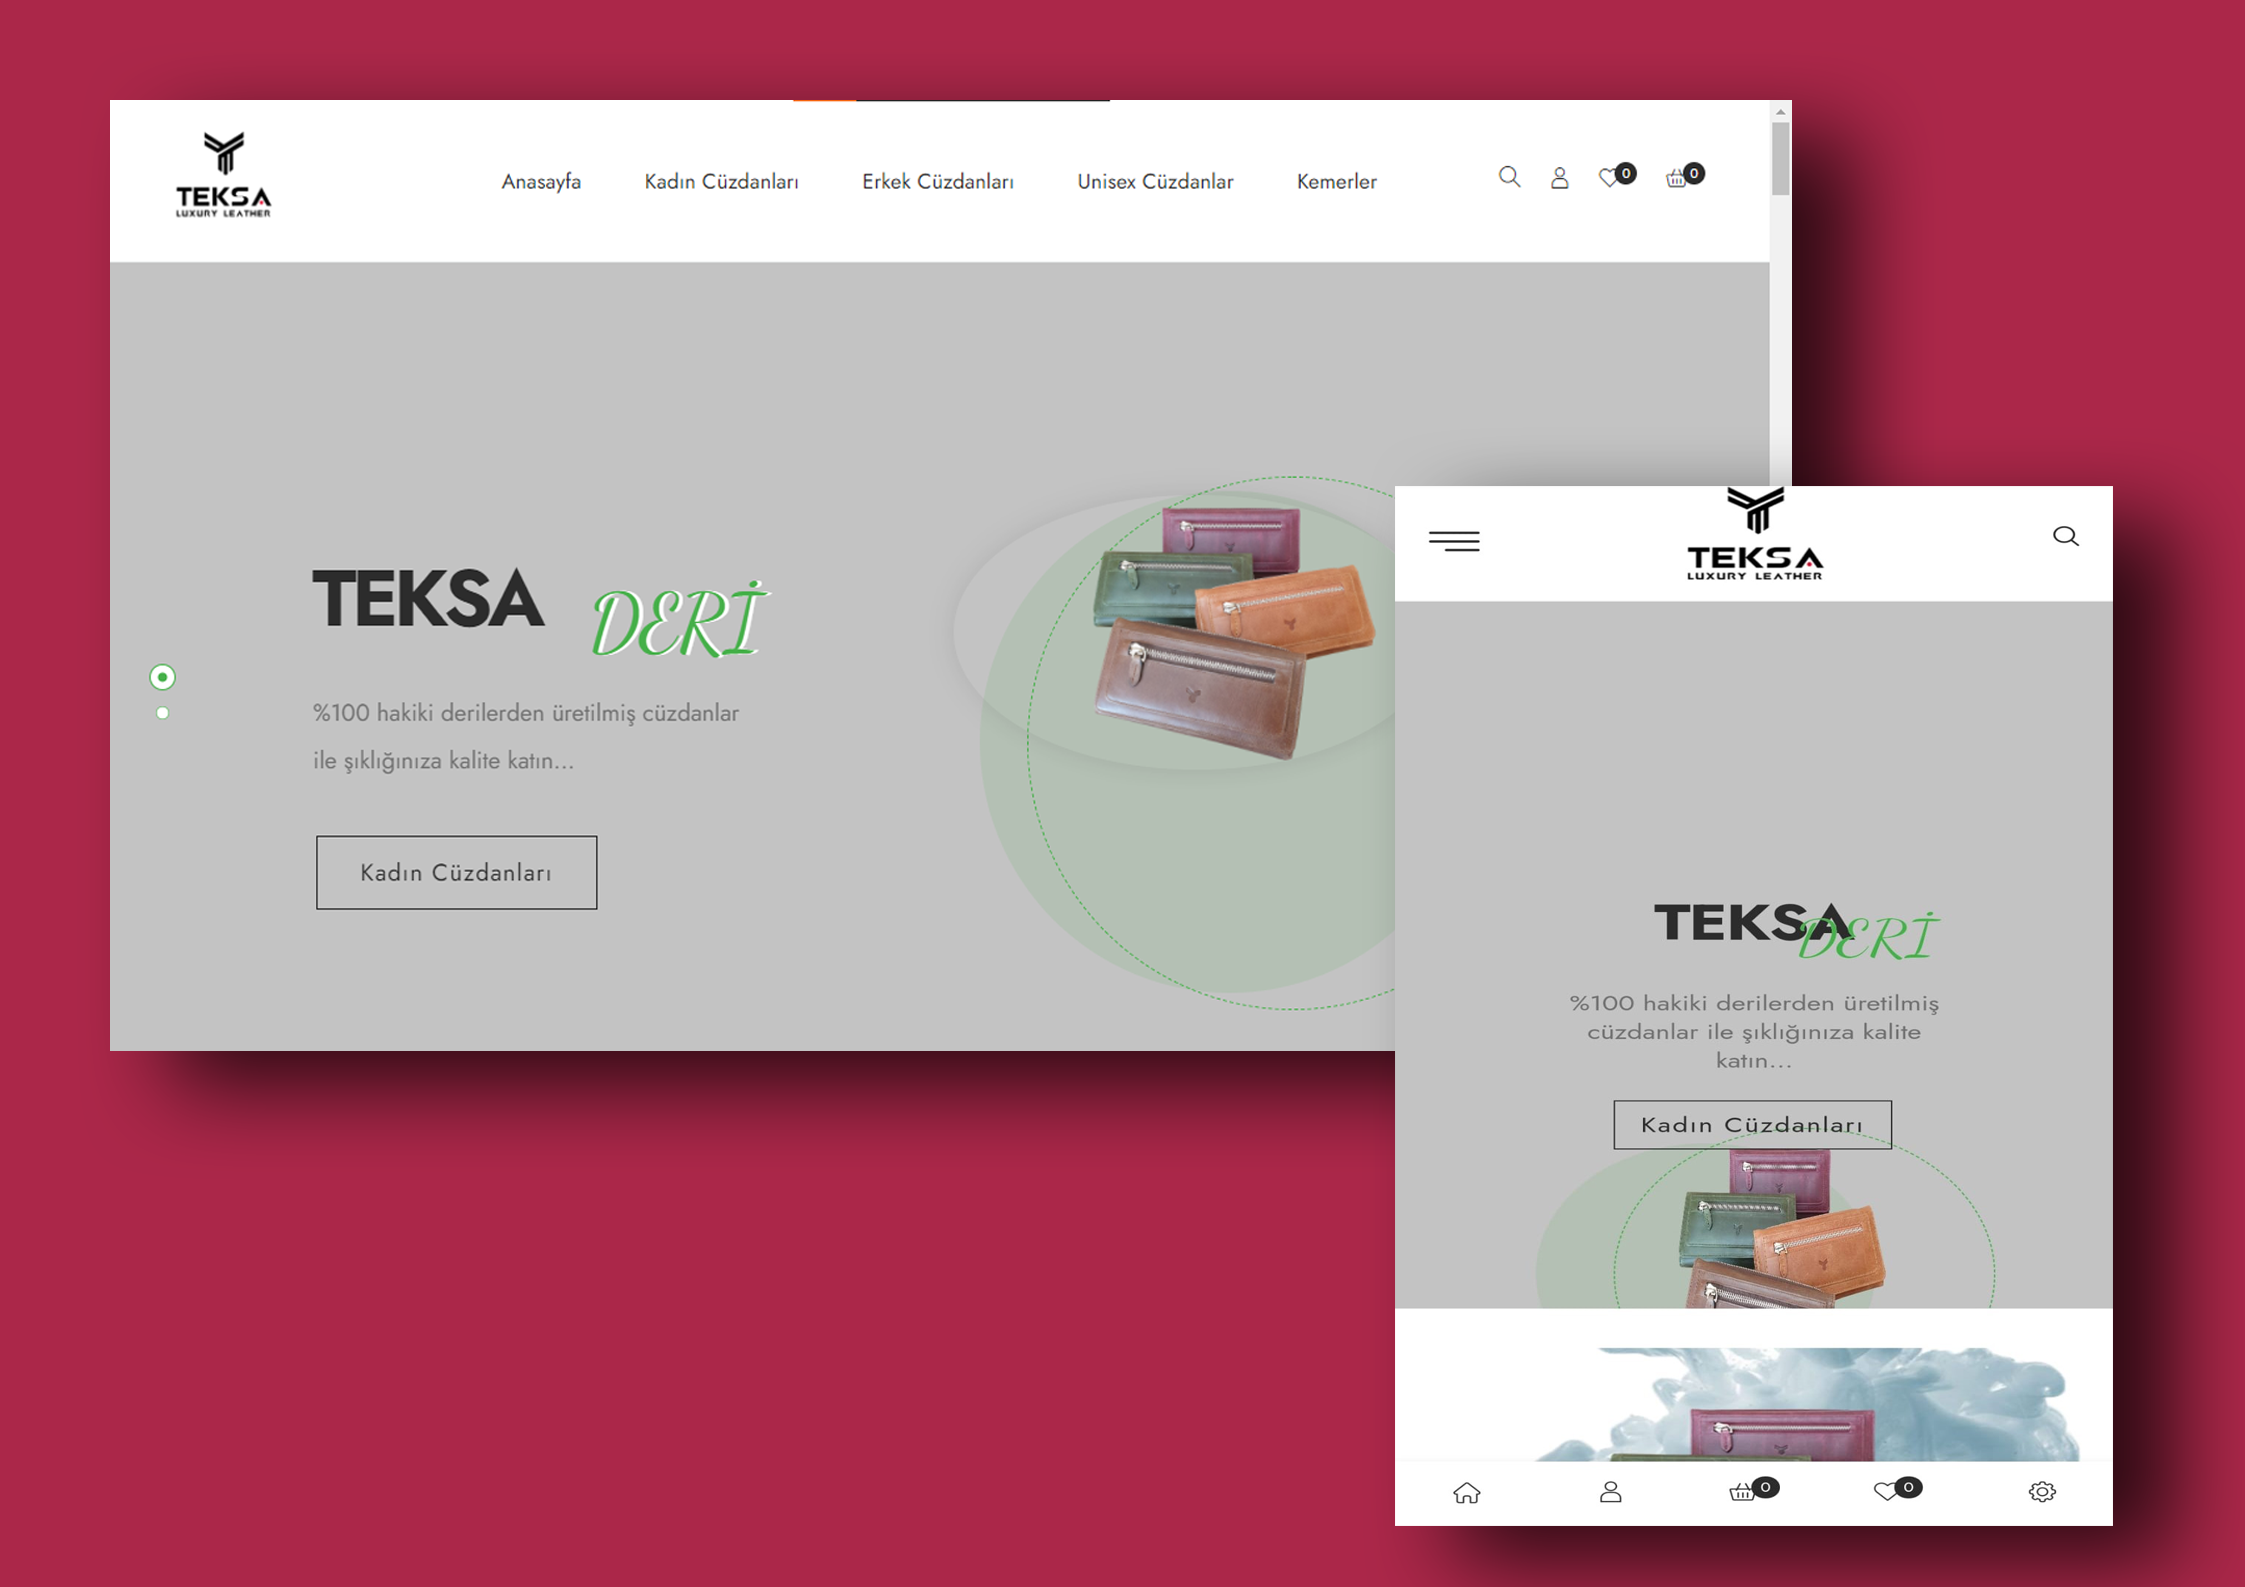 TEKSA
LUXURY LEATHER
Anasayfa
Kadın Cüzdanları
Erkek Cüzdanları
Unisex Cüzdanlar
Kemerler
0
0
TEKSA DERİ
%100 hakiki derilerden üretilmiş cüzdanlar
ile şıklığınıza kalite katın...
Kadın Cüzdanları
TEKSA
LUXURY LEATHER
TEKSA DERİ
%100 hakiki derilerden üretilmiş
cüzdanlar ile şıklığınıza kalite
katın...
Kadın Cüzdanları
0
0